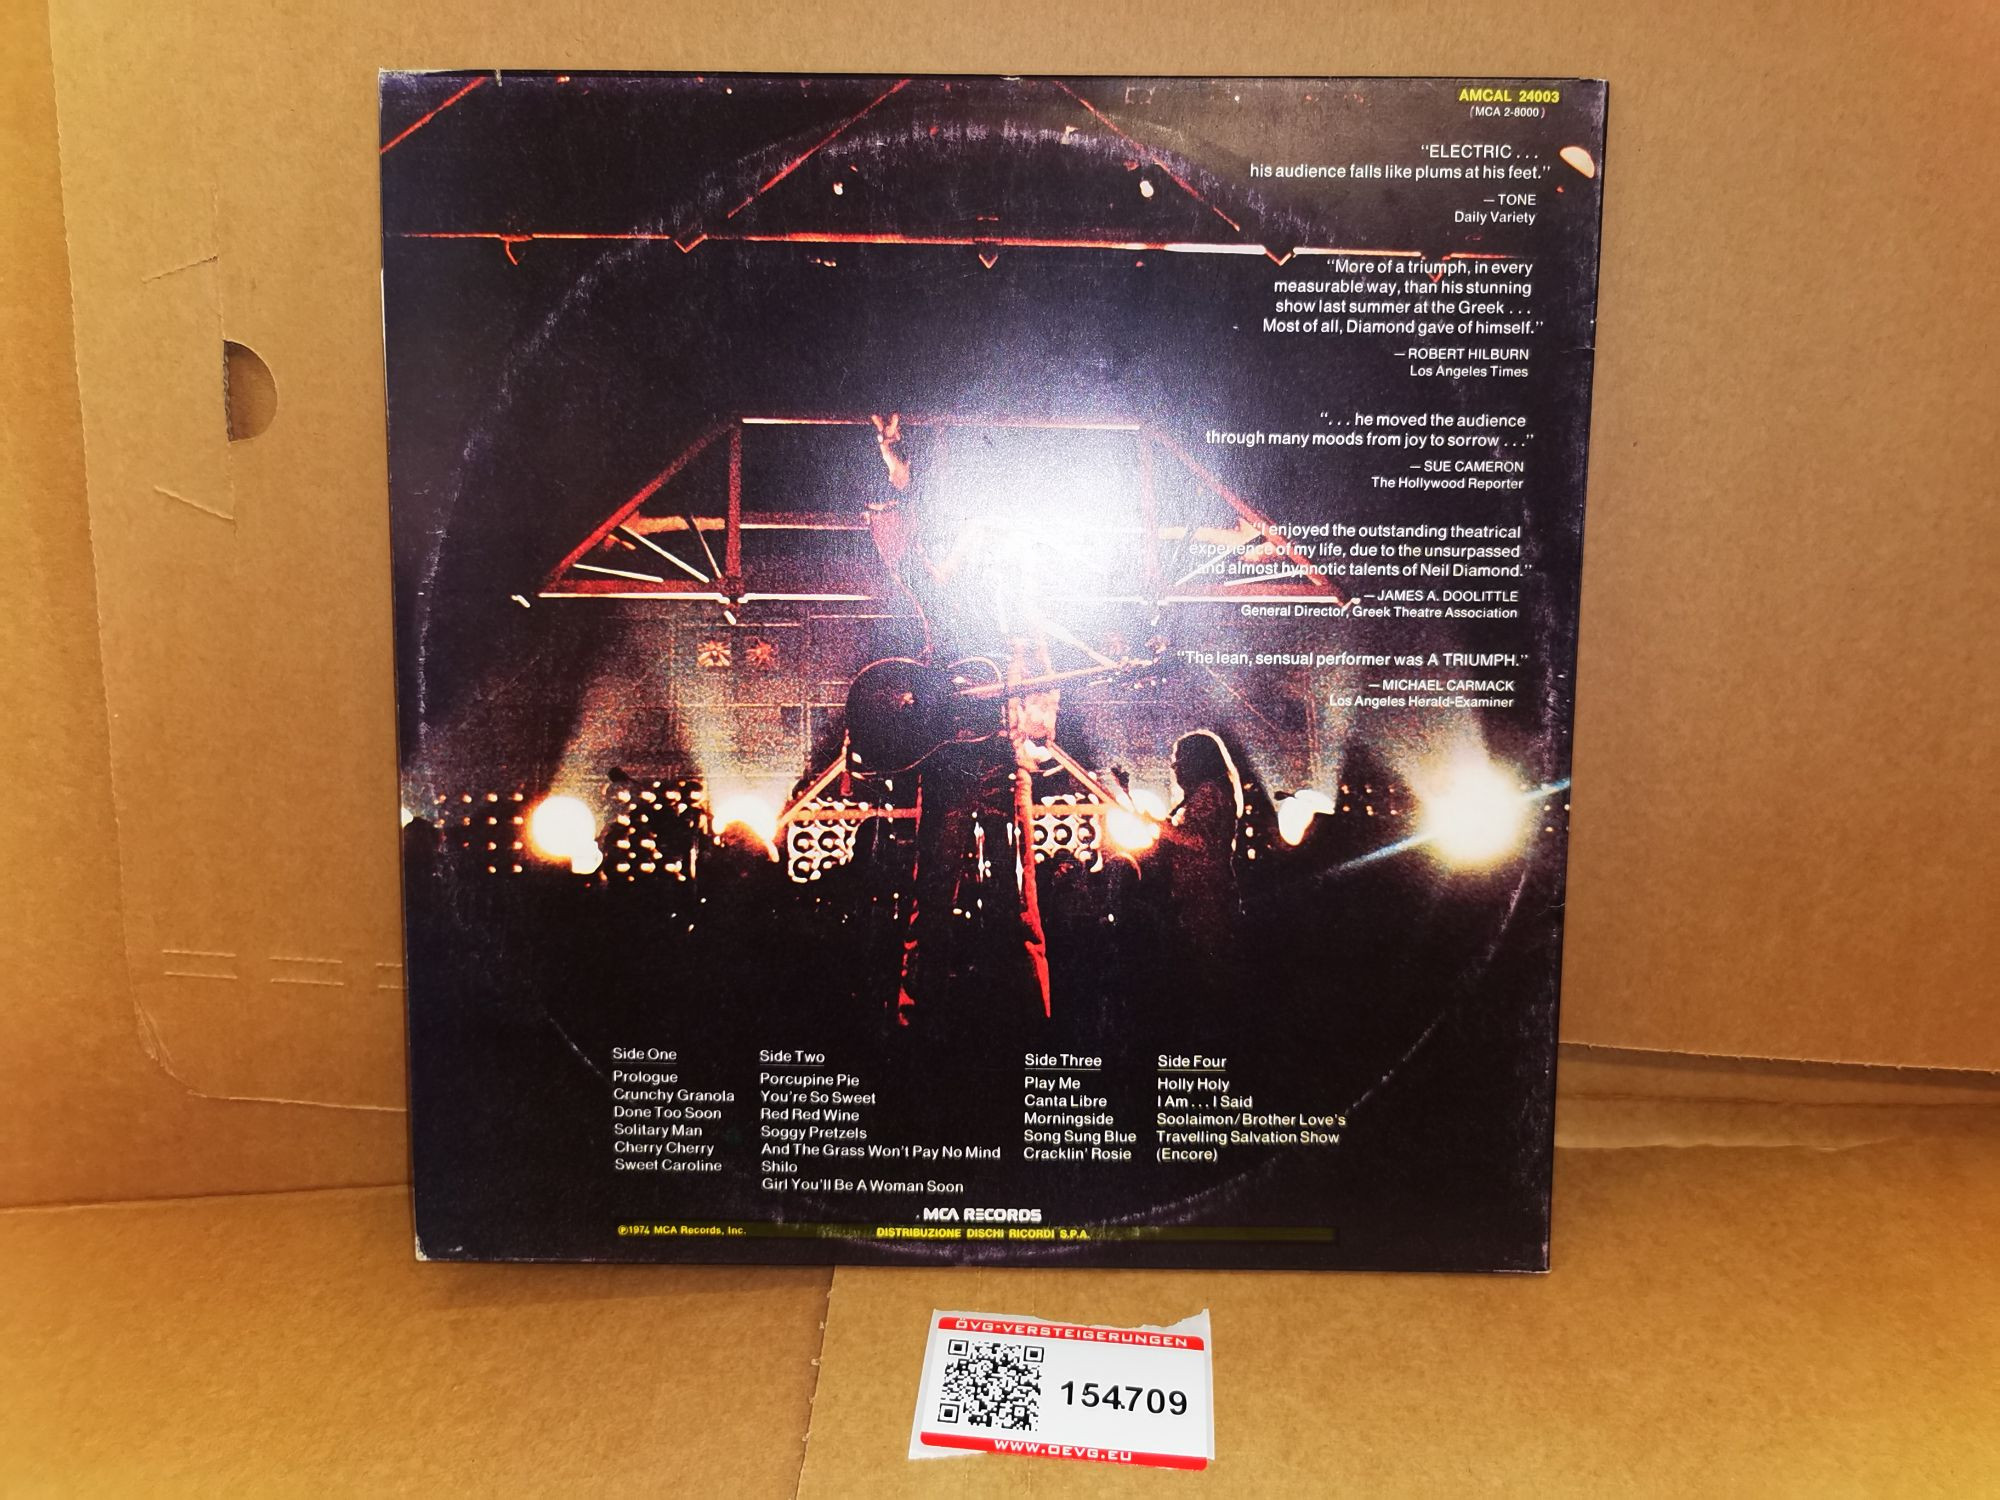 AMCAL 24003
(MCA 2-8000)
"ELECTRIC . . .
his audience falls like plums at his feet."
— TONE
Daily Variety
"More of a triumph, in every
measurable way, than his stunning
show last summer at the Greek . . .
Most of all, Diamond gave of himself."
— ROBERT HILBURN
Los Angeles Times
". . . he moved the audience
through many moods from joy to sorrow . . ."
— SUE CAMERON
The Hollywood Reporter
"I enjoyed the outstanding theatrical
experience of my life, due to the unsurpassed
and almost hypnotic talents of Neil Diamond."
— JAMES A. DOOLITTLE
General Director, Greek Theatre Association
"The lean, sensual performer was A TRIUMPH."
— MICHAEL CARMACK
Los Angeles Herald-Examiner
Side One
Prologue
Crunchy Granola
Done Too Soon
Solitary Man
Cherry Cherry
Sweet Caroline
Side Two
Porcupine Pie
You're So Sweet
Red Red Wine
Soggy Pretzels
And The Grass Won't Pay No Mind
Shilo
Girl You'll Be A Woman Soon
Side Three
Play Me
Canta Libre
Morningside
Song Sung Blue
Cracklin' Rosie
Side Four
Holly Holy
I Am . . . I Said
Soolaimon/Brother Love's
Travelling Salvation Show
(Encore)
MCA RECORDS
℗1974 MCA Records, Inc.
DISTRIBUZIONE DISCHI RICORDI S.P.A.
ÖVG-VERSTEIGERUNGEN
154709
WWW.OEVG.EU